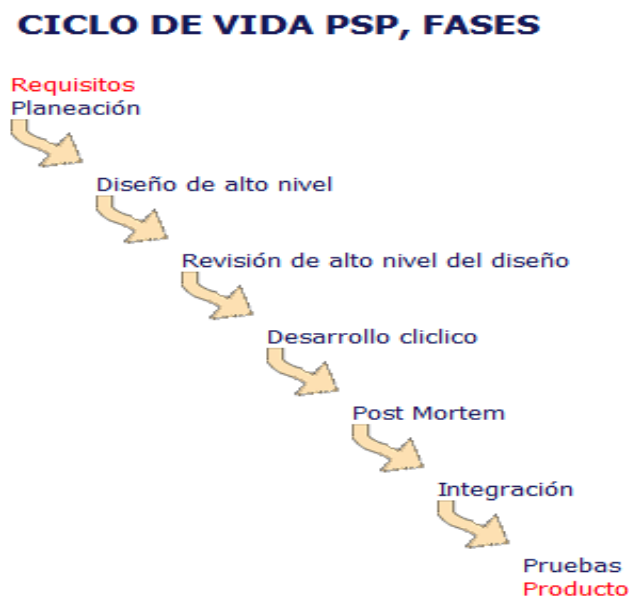 CICLO DE VIDA PSP, FASES
Requisitos
Planeación
Diseño de alto nivel
Revisión de alto nivel del diseño
Desarrollo cliclico
Post Mortem
Integración
Pruebas
Producto